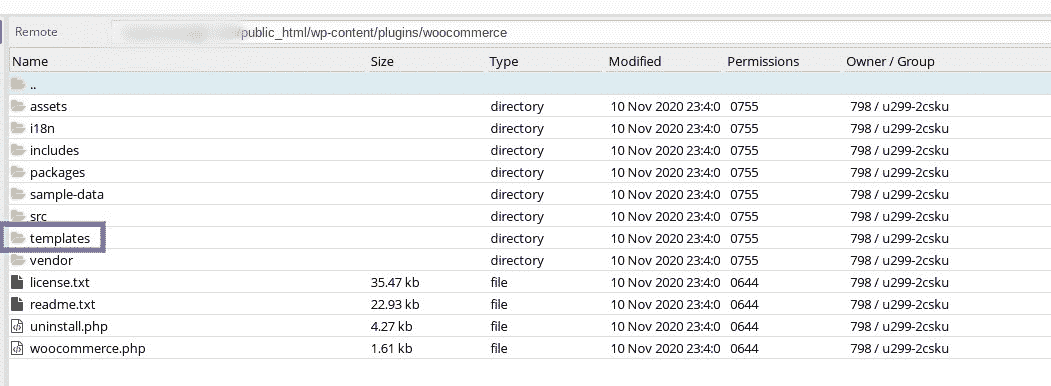 Remote /public_html/wp-content/plugins/woocommerce
Name Size Type Modified Permissions Owner / Group
..
assets directory 10 Nov 2020 23:4:0 0755 798 / u299-2csku
i18n directory 10 Nov 2020 23:4:0 0755 798 / u299-2csku
includes directory 10 Nov 2020 23:4:0 0755 798 / u299-2csku
packages directory 10 Nov 2020 23:4:0 0755 798 / u299-2csku
sample-data directory 10 Nov 2020 23:4:0 0755 798 / u299-2csku
src directory 10 Nov 2020 23:4:0 0755 798 / u299-2csku
templates directory 10 Nov 2020 23:4:0 0755 798 / u299-2csku
vendor directory 10 Nov 2020 23:4:0 0755 798 / u299-2csku
license.txt 35.47 kb file 10 Nov 2020 23:4:0 0644 798 / u299-2csku
readme.txt 22.93 kb file 10 Nov 2020 23:4:0 0644 798 / u299-2csku
uninstall.php 4.27 kb file 10 Nov 2020 23:4:0 0644 798 / u299-2csku
woocommerce.php 1.61 kb file 10 Nov 2020 23:4:0 0644 798 / u299-2csku